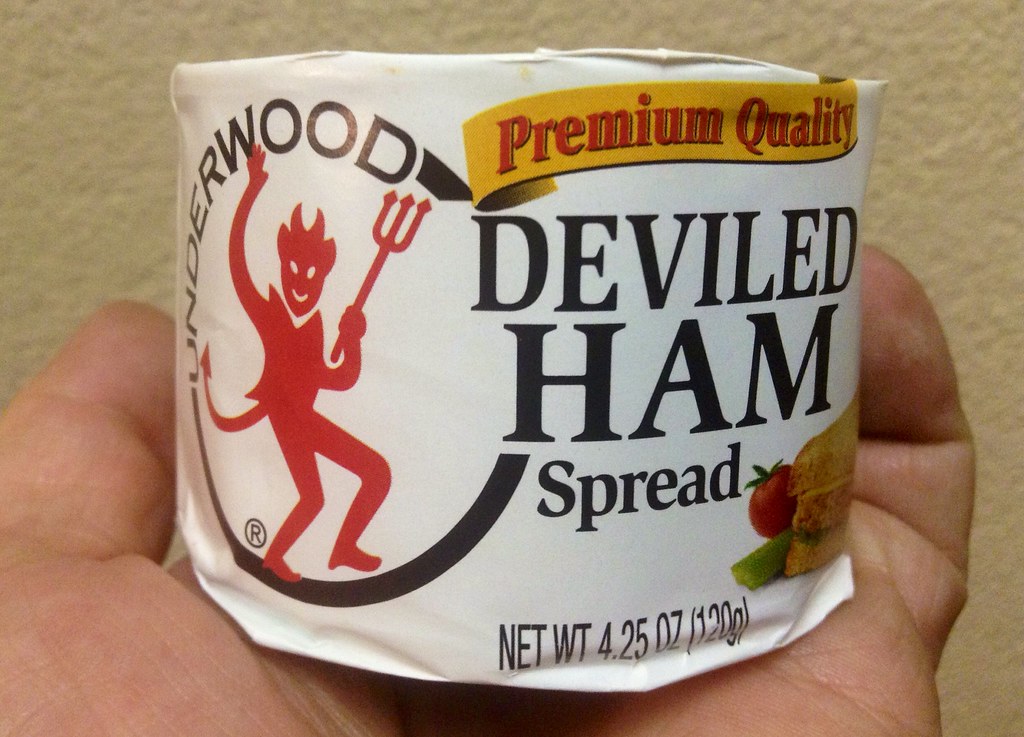 UNDERWOOD
Premium Quality
DEVILED
HAM
Spread
®
NET WT 4.25 OZ (120g)